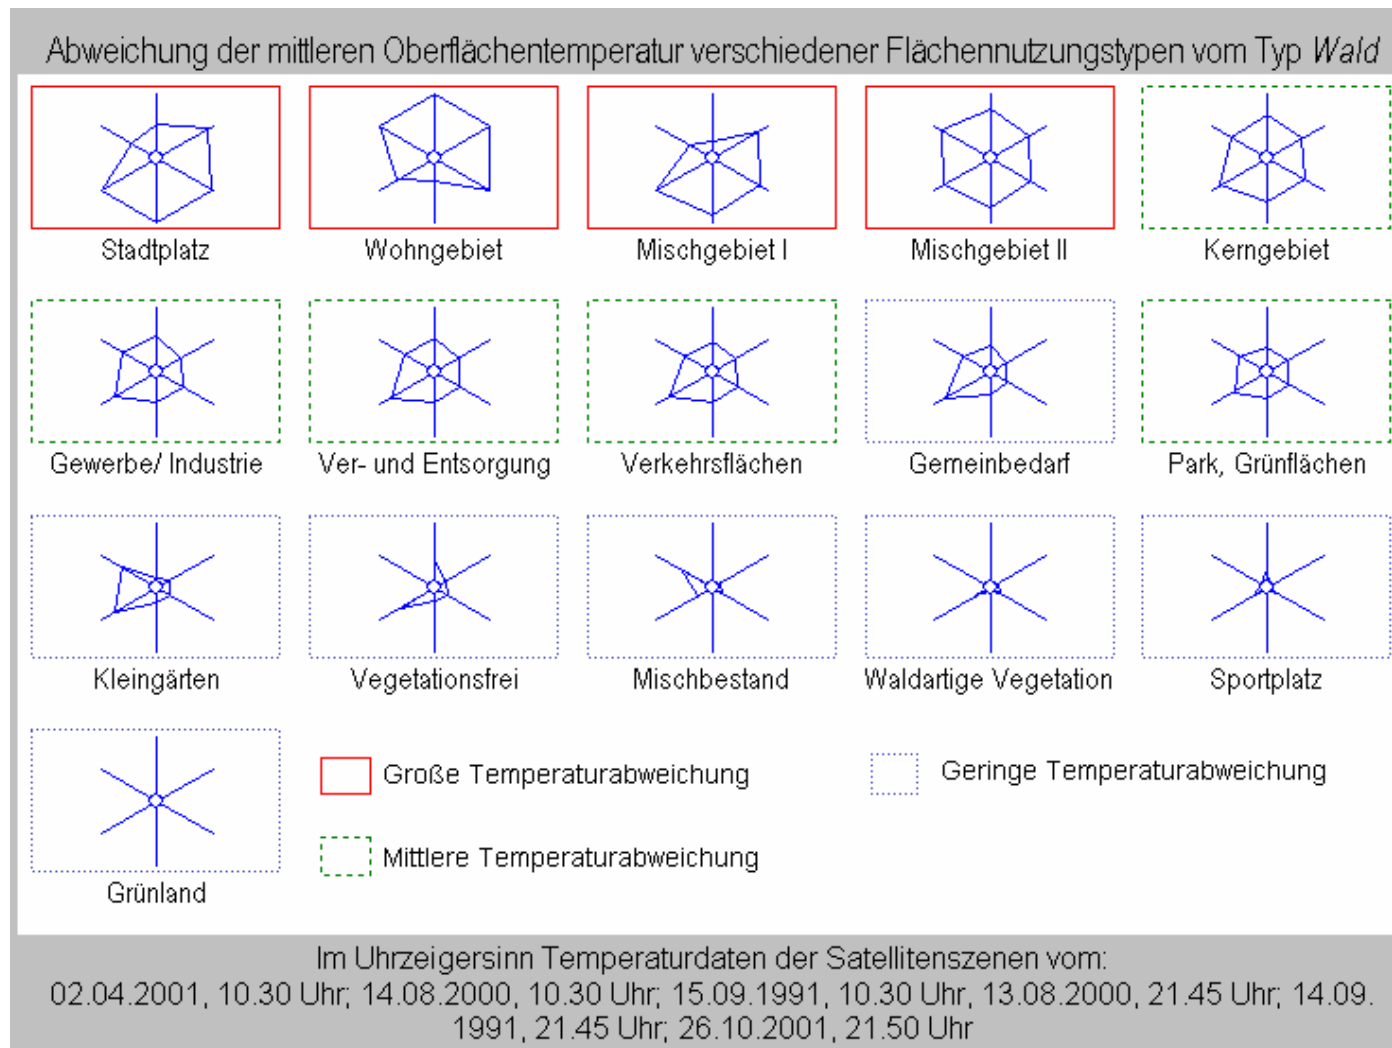 Abweichung der mittleren Oberflächentemperatur verschiedener Flächennutzungstypen vom Typ Wald
Stadtplatz
Wohngebiet
Mischgebiet I
Mischgebiet II
Kerngebiet
Gewerbe/ Industrie
Ver- und Entsorgung
Verkehrsflächen
Gemeinbedarf
Park, Grünflächen
Kleingärten
Vegetationsfrei
Mischbestand
Waldartige Vegetation
Sportplatz
Grünland
Große Temperaturabweichung
Geringe Temperaturabweichung
Mittlere Temperaturabweichung
Im Uhrzeigersinn Temperaturdaten der Satellitenszenen vom:
02.04.2001, 10.30 Uhr; 14.08.2000, 10.30 Uhr; 15.09.1991, 10.30 Uhr, 13.08.2000, 21.45 Uhr; 14.09.
1991, 21.45 Uhr; 26.10.2001, 21.50 Uhr